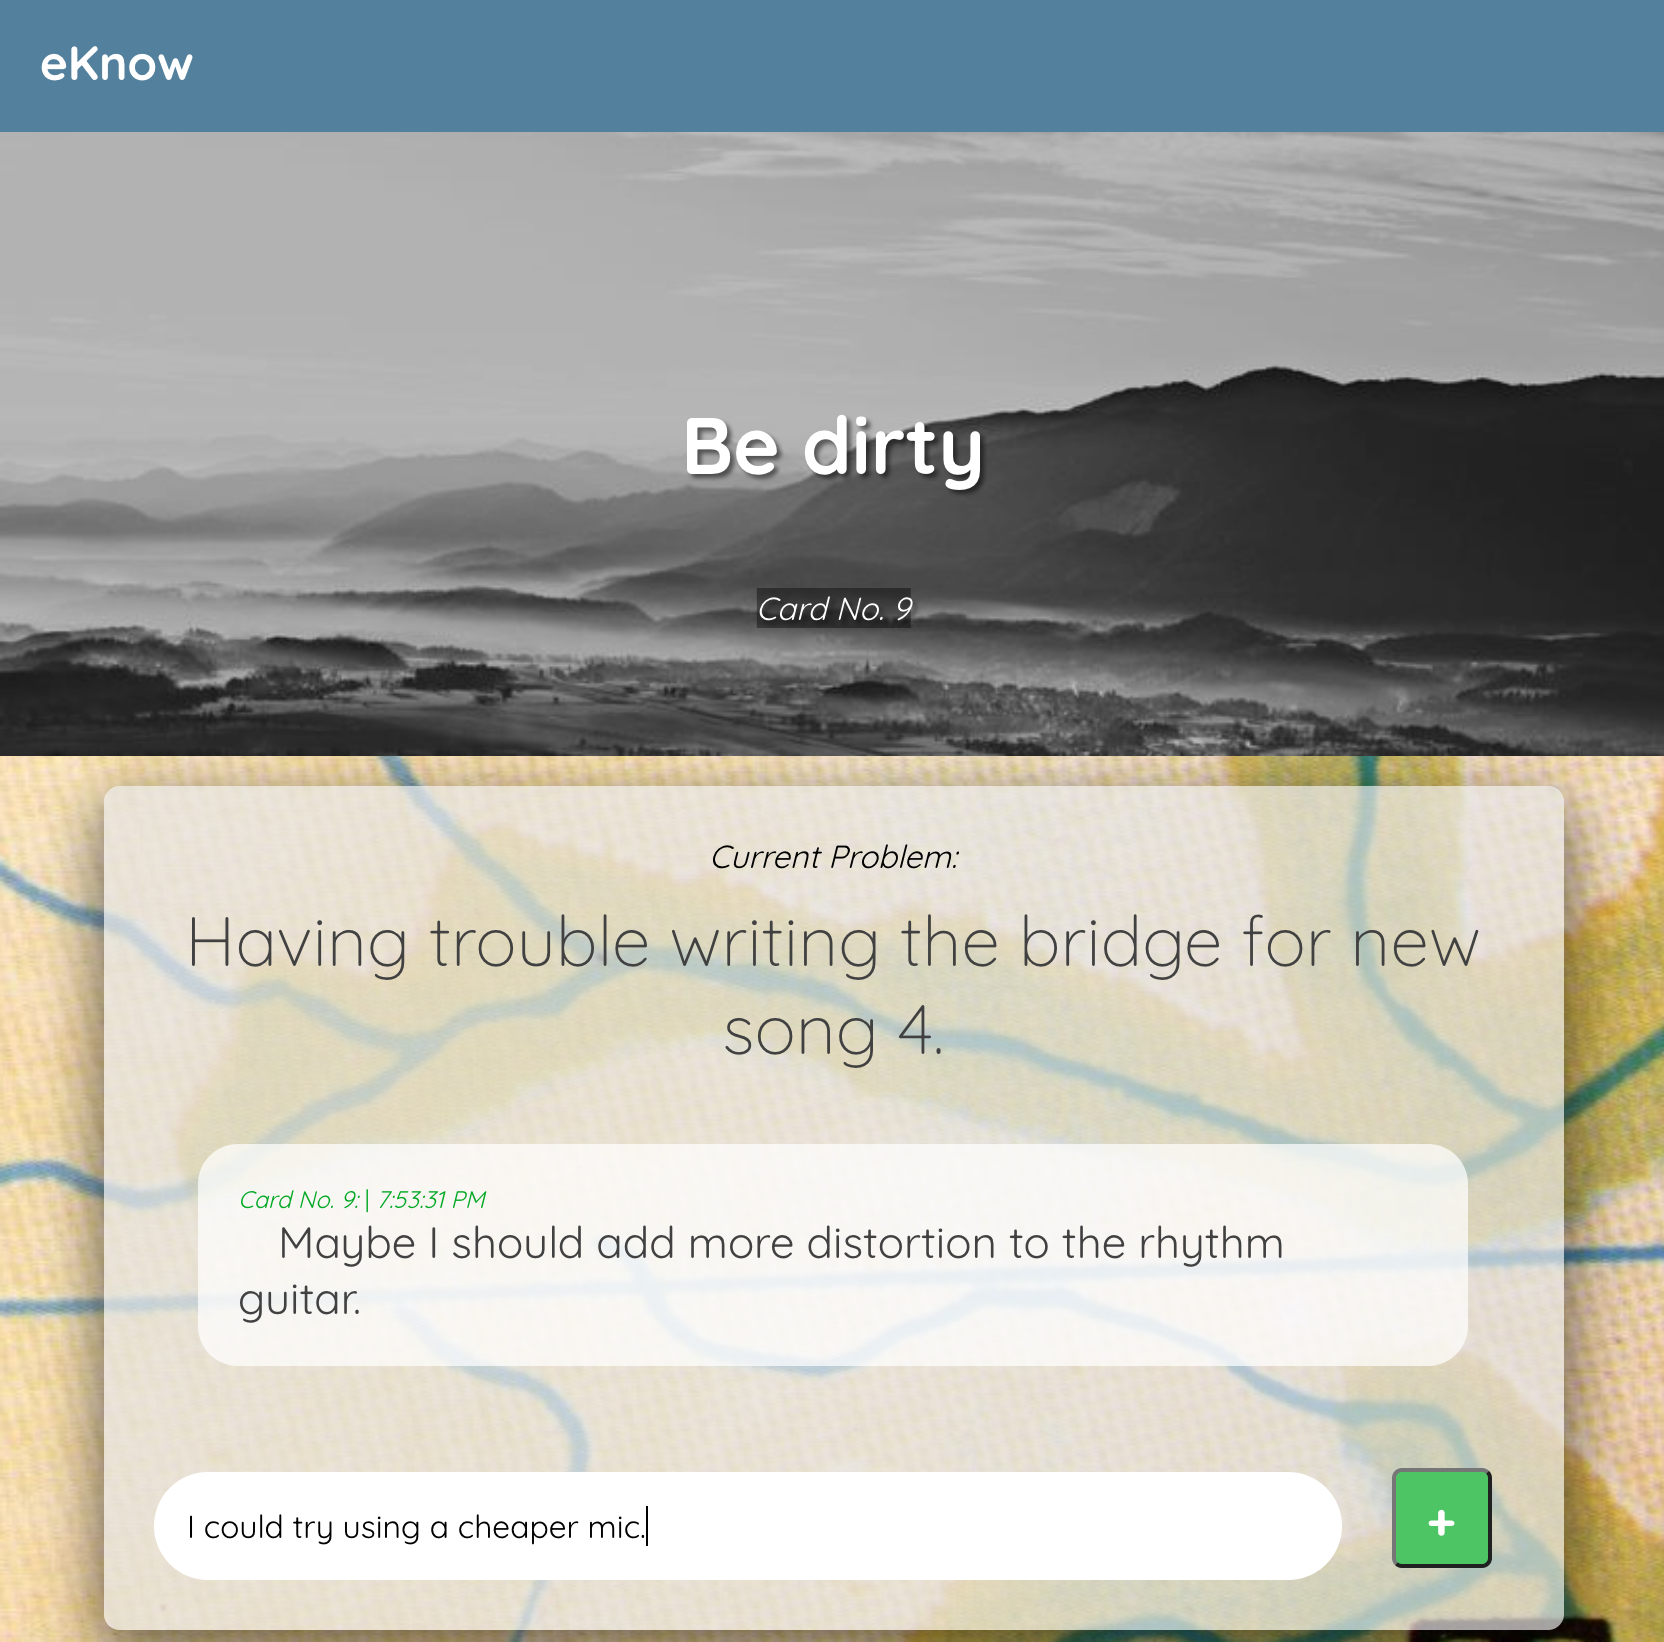 eKnow
Be dirty
Card No. 9
Current Problem:
Having trouble writing the bridge for new
song 4.
Card No. 9: | 7:53:31 PM
Maybe I should add more distortion to the rhythm
guitar.
I could try using a cheaper mic.
+